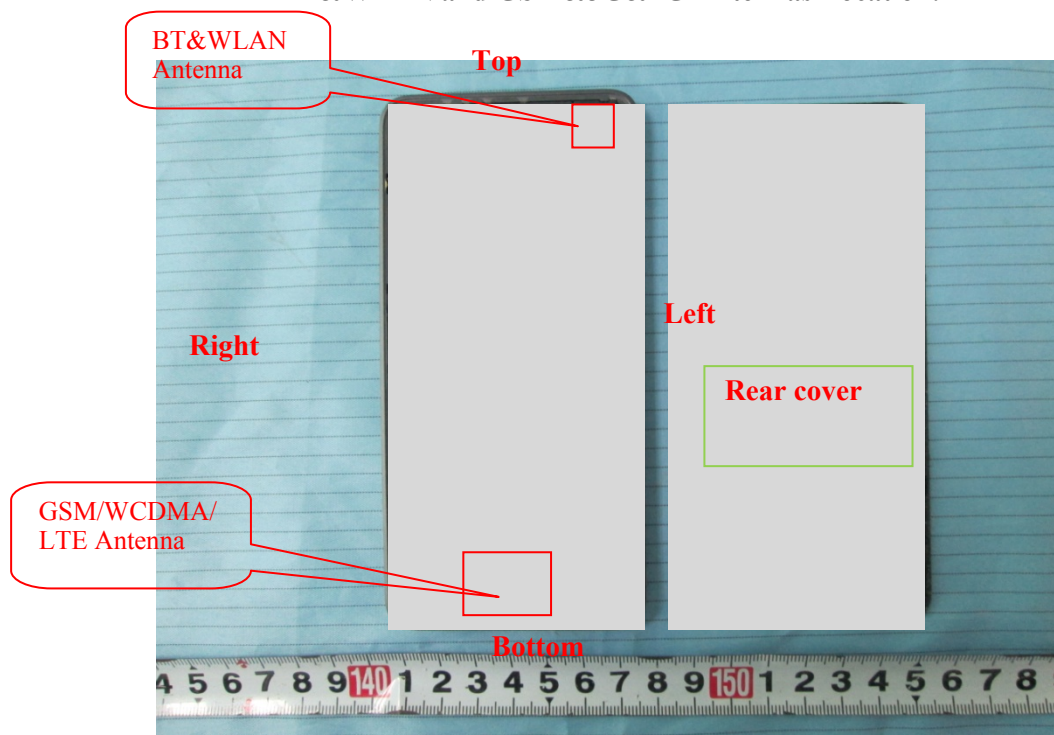 BT&WLAN
Antenna
Top
Left
Right
Rear cover
GSM/WCDMA/
LTE Antenna
Bottom
4 5 6 7 8 9 140 1 2 3 4 5 6 7 8 9 150 1 2 3 4 5 6 7 8